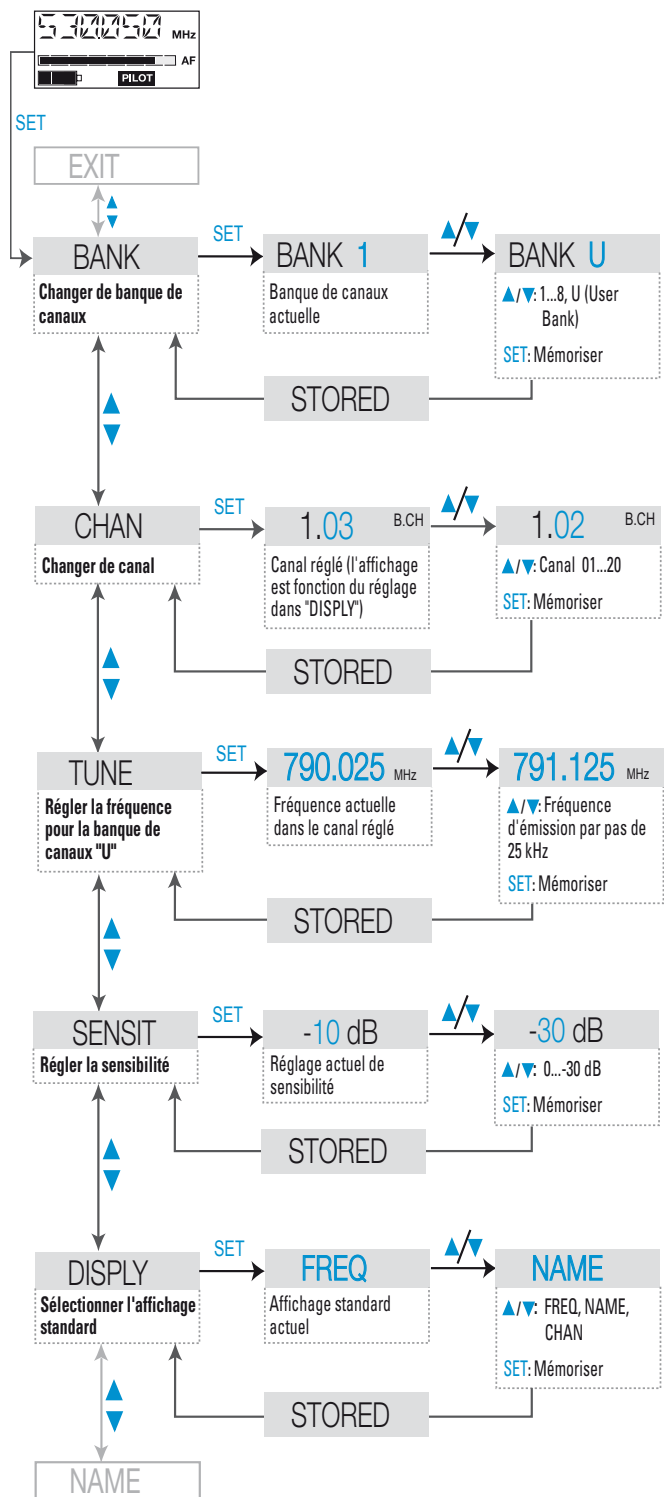 530.050 MHz
AF
PILOT
SET
EXIT
BANK
Changer de banque de
canaux
SET
BANK 1
Banque de canaux
actuelle
▲/▼
BANK U
▲/▼: 1...8, U (User
Bank)
SET: Mémoriser
STORED
CHAN
Changer de canal
SET
1.03 B.CH
Canal réglé (l'affichage
est fonction du réglage
dans "DISPLY")
▲/▼
1.02 B.CH
▲/▼: Canal 01...20
SET: Mémoriser
STORED
TUNE
Régler la fréquence
pour la banque de
canaux "U"
SET
790.025 MHz
Fréquence actuelle
dans le canal réglé
▲/▼
791.125 MHz
▲/▼: Fréquence
d'émission par pas de
25 kHz
SET: Mémoriser
STORED
SENSIT
Régler la sensibilité
SET
-10 dB
Réglage actuel de
sensibilité
▲/▼
-30 dB
▲/▼: 0...-30 dB
SET: Mémoriser
STORED
DISPLY
Sélectionner l'affichage
standard
SET
FREQ
Affichage standard
actuel
▲/▼
NAME
▲/▼: FREQ, NAME,
CHAN
SET: Mémoriser
STORED
NAME